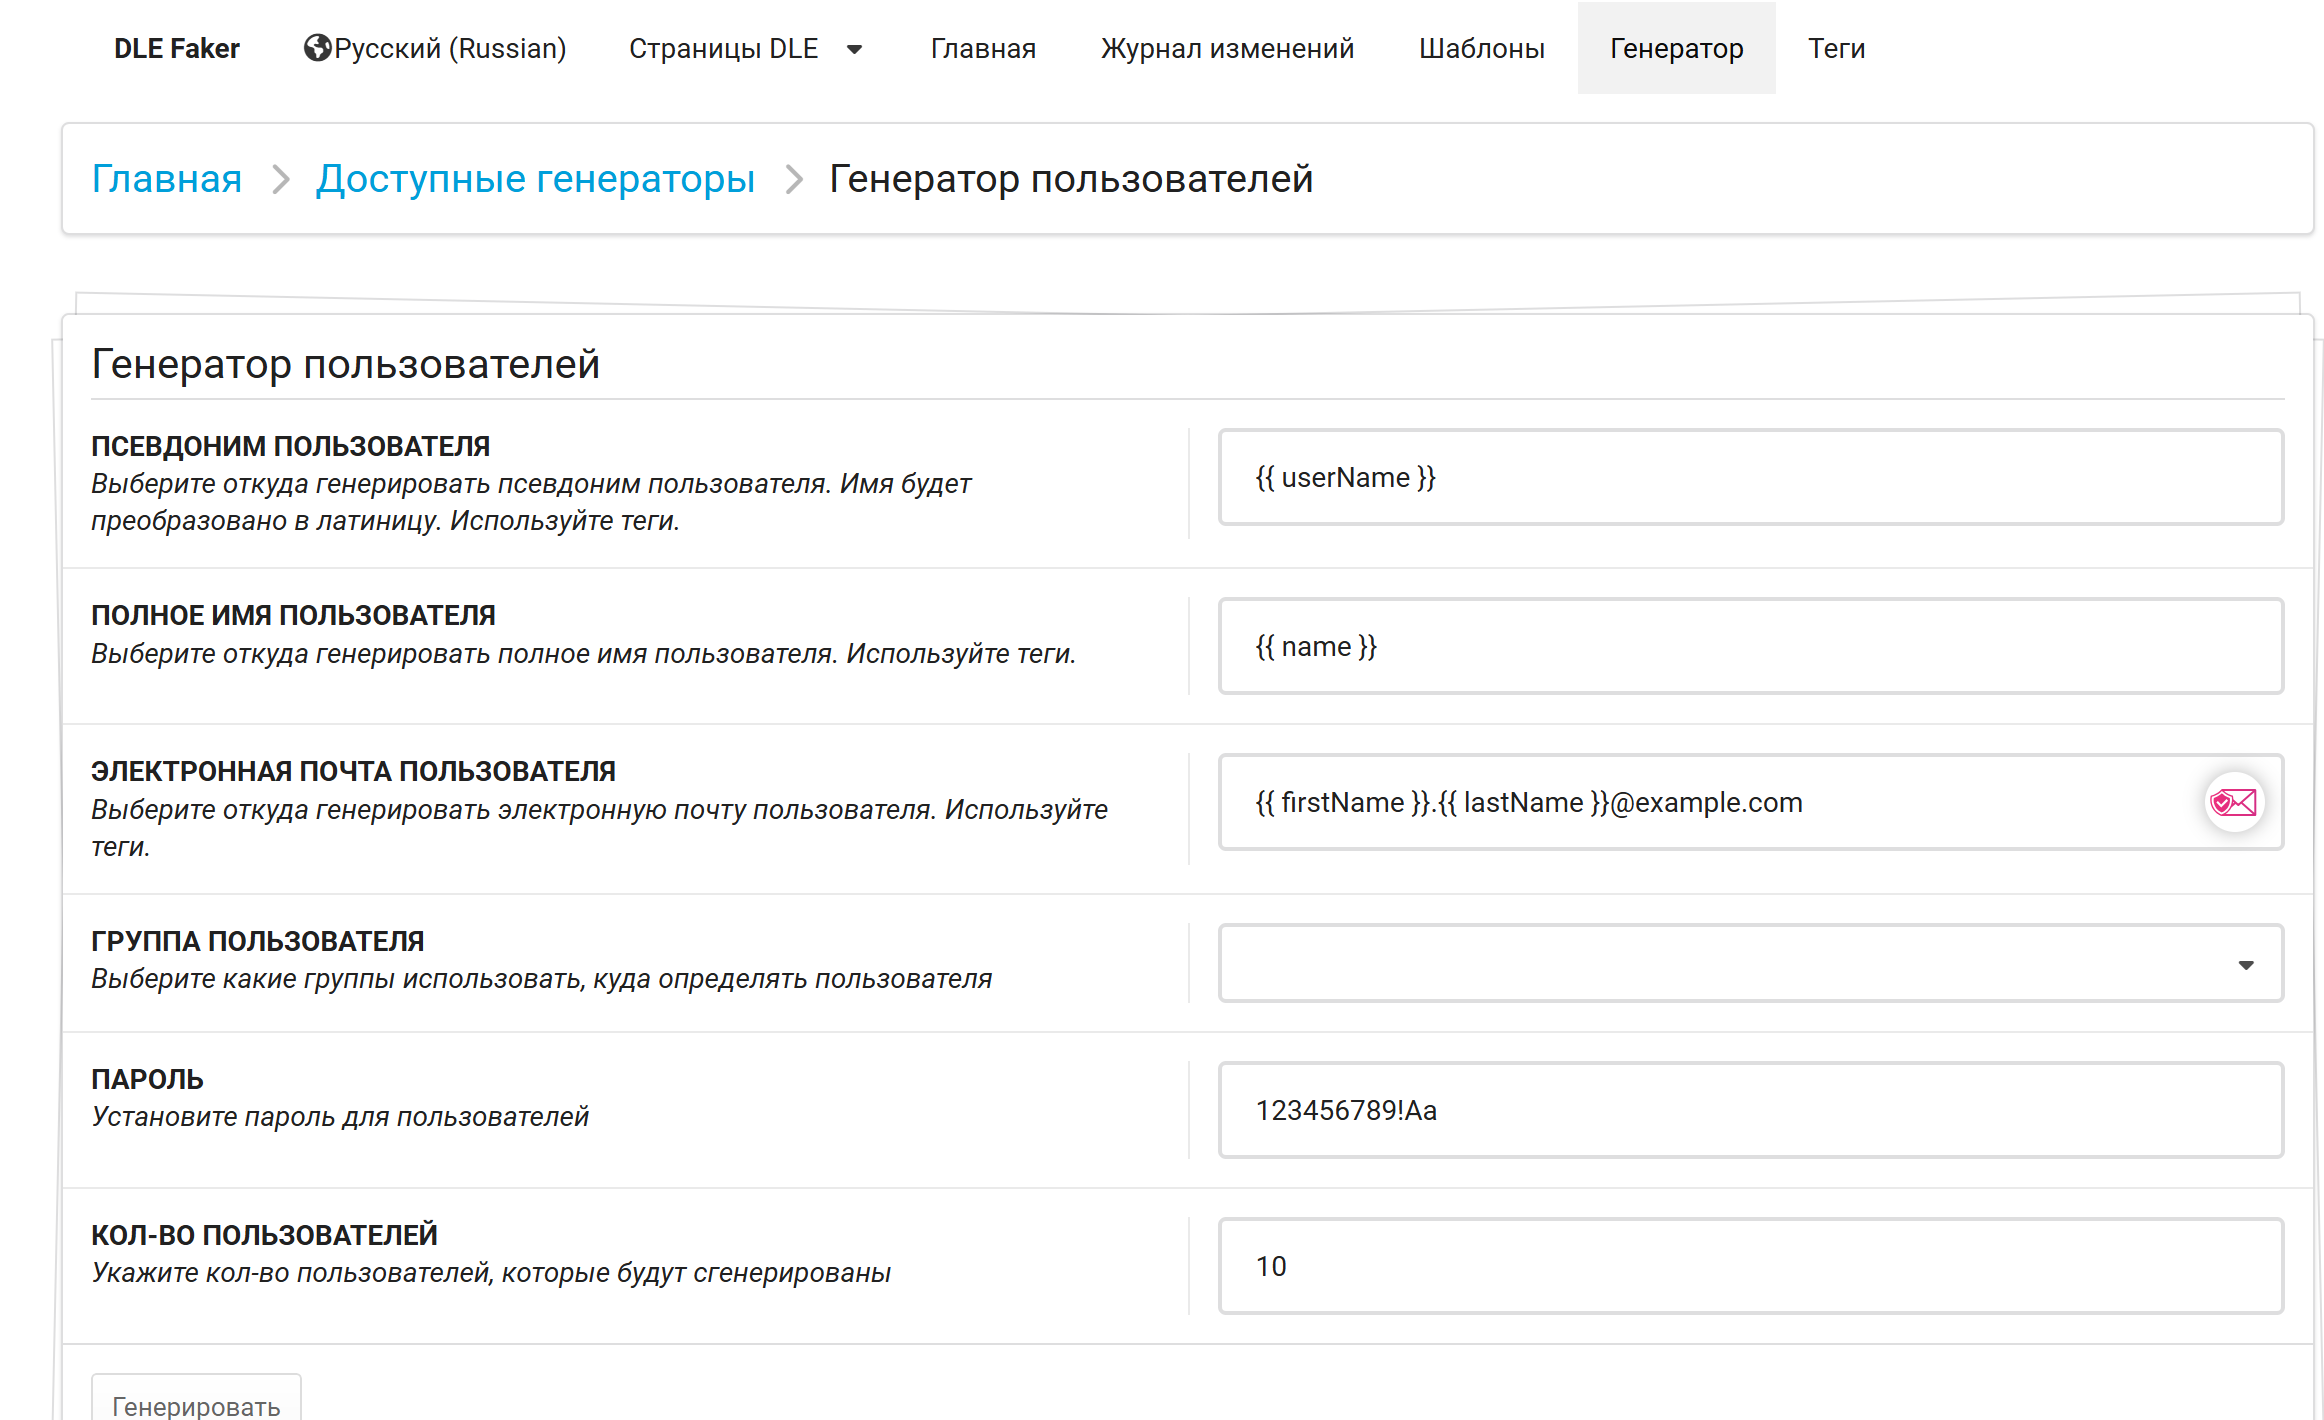 DLE Faker Русский (Russian) Страницы DLE Главная Журнал изменений Шаблоны Генератор Теги
Главная Доступные генераторы Генератор пользователей
Генератор пользователей
ПСЕВДОНИМ ПОЛЬЗОВАТЕЛЯ
Выберите откуда генерировать псевдоним пользователя. Имя будет
преобразовано в латиницу. Используйте теги.
{{ userName }}
ПОЛНОЕ ИМЯ ПОЛЬЗОВАТЕЛЯ
Выберите откуда генерировать полное имя пользователя. Используйте теги.
{{ name }}
ЭЛЕКТРОННАЯ ПОЧТА ПОЛЬЗОВАТЕЛЯ
Выберите откуда генерировать электронную почту пользователя. Используйте
теги.
{{ firstName }}.{{ lastName }}@example.com
ГРУППА ПОЛЬЗОВАТЕЛЯ
Выберите какие группы использовать, куда определять пользователя
ПАРОЛЬ
Установите пароль для пользователей
123456789!Aa
КОЛ-ВО ПОЛЬЗОВАТЕЛЕЙ
Укажите кол-во пользователей, которые будут сгенерированы
10
Генерировать